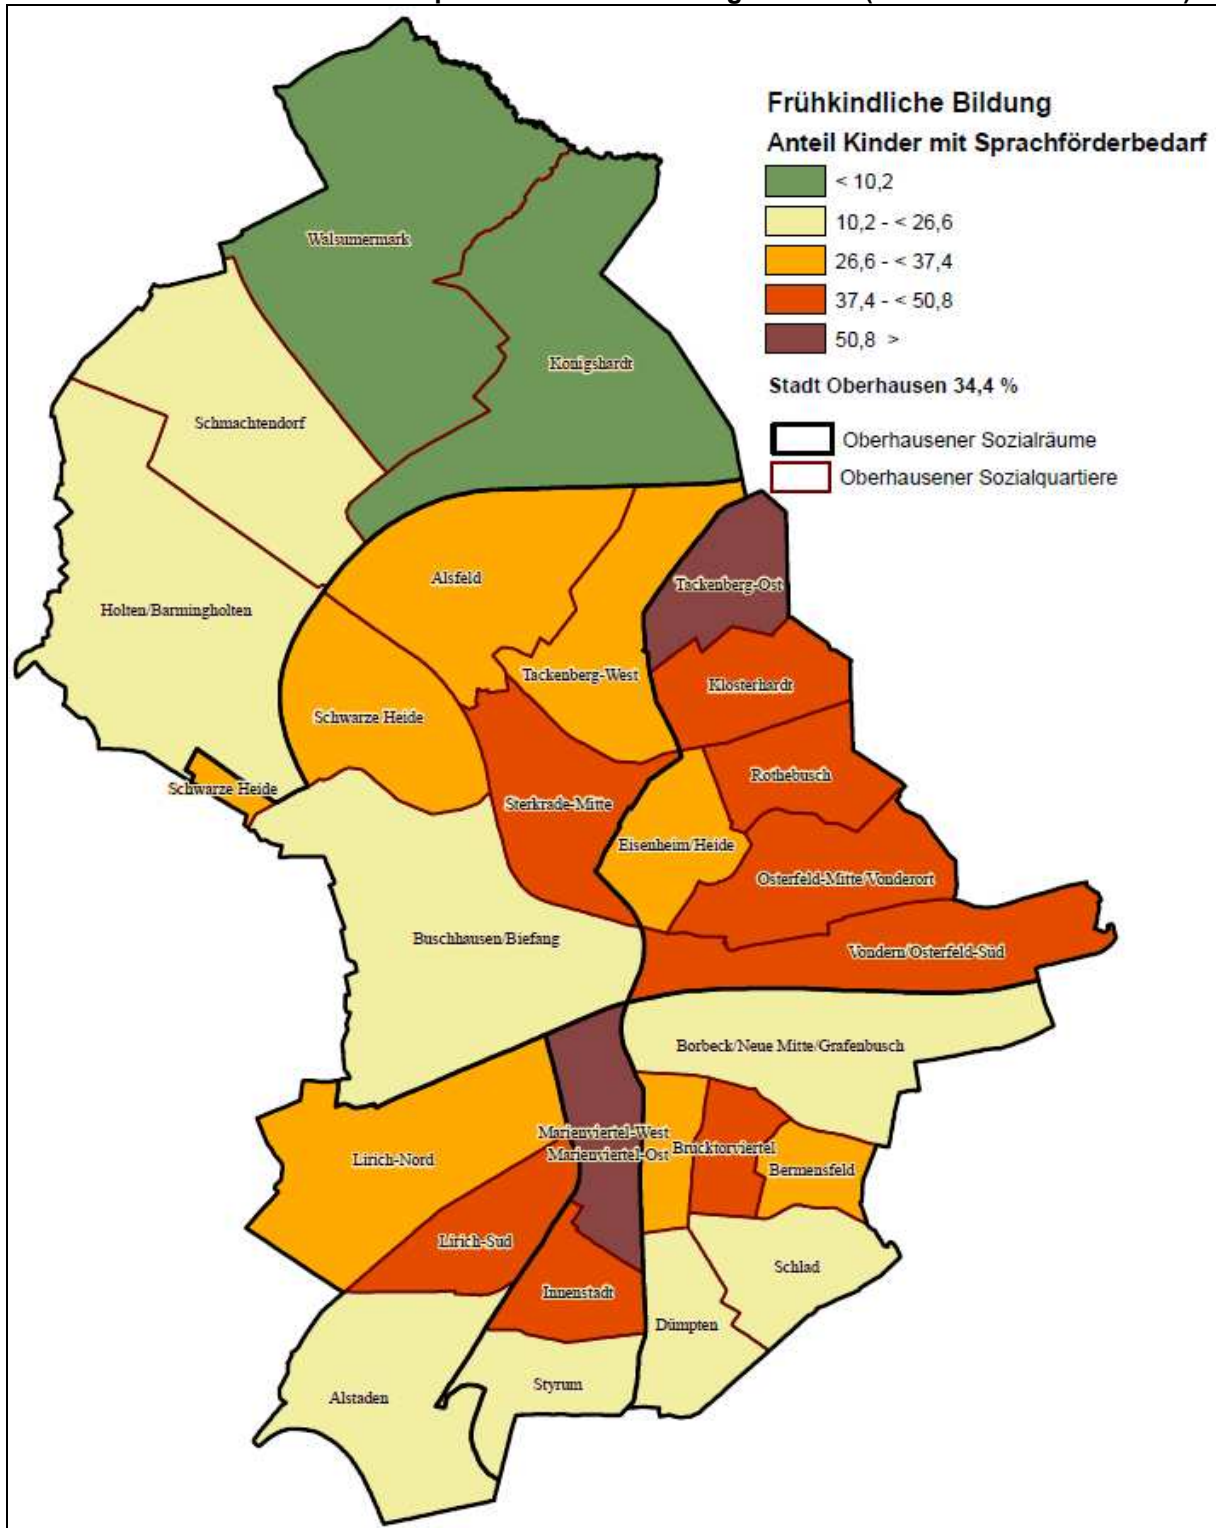 Frühkindliche Bildung
Anteil Kinder mit Sprachförderbedarf
< 10,2
10,2 - < 26,6
26,6 - < 37,4
37,4 - < 50,8
50,8 >
Stadt Oberhausen 34,4 %
Oberhausener Sozialräume
Oberhausener Sozialquartiere
Walsumermark
Königshardt
Schmachtendorf
Alsfeld
Tackenberg-Ost
Holten/Barmingholten
Tackenberg-West
Klosterhardt
Schwarze Heide
Rothebusch
Schwarze Heide
Sterkrade-Mitte
Eisenheim/Heide
Osterfeld-Mitte/Vonderort
Buschhausen/Biefang
Vondern/Osterfeld-Süd
Borbeck/Neue Mitte/Grafenbusch
Marienviertel-West
Marienviertel-Ost
Brücktorviertel
Lirich-Nord
Bermensfeld
Lirich-Süd
Schlad
Innenstadt
Dümpten
Styrum
Alstaden